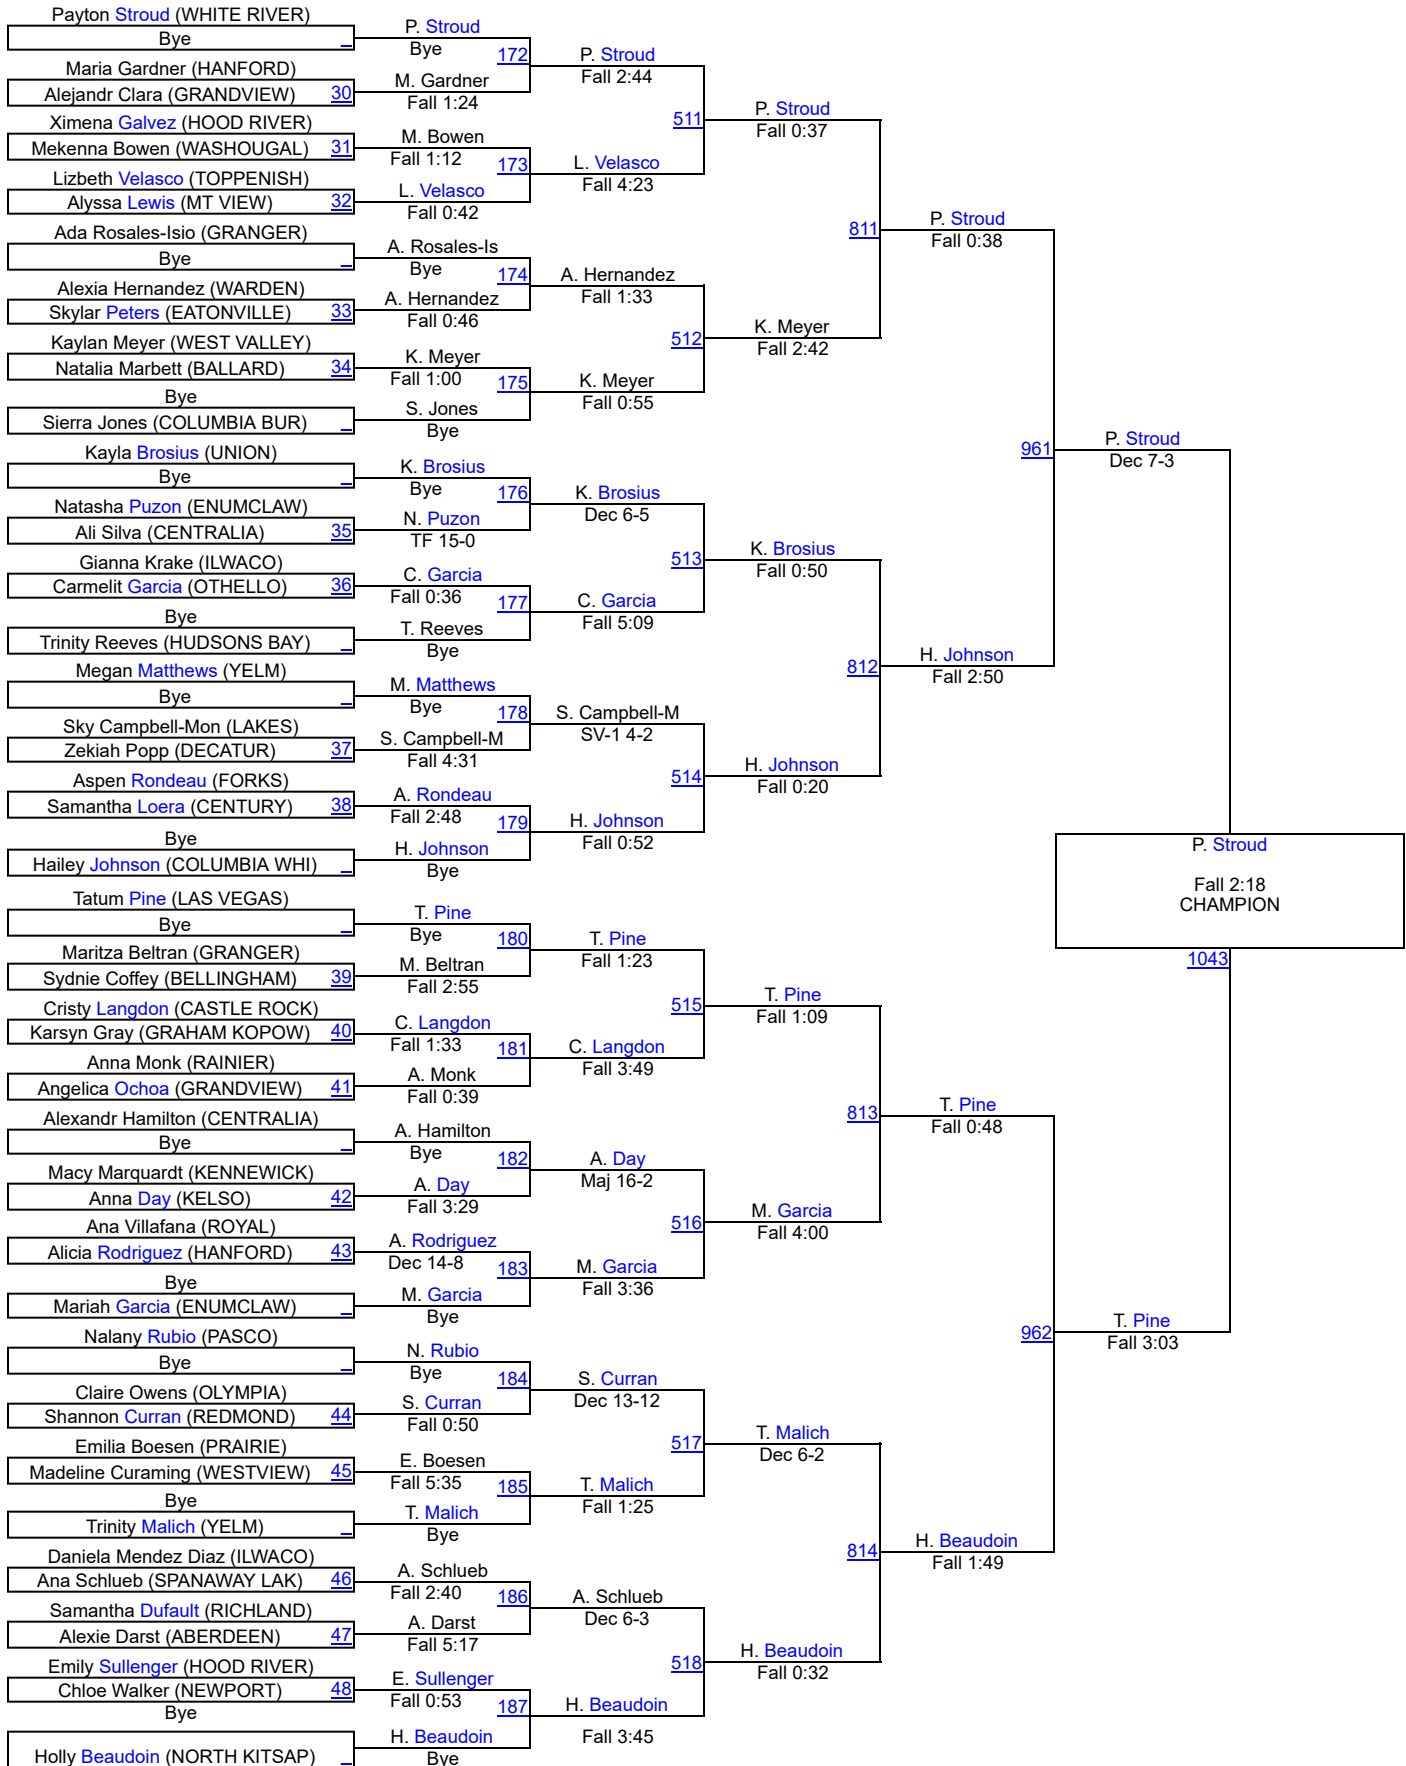 Payton Stroud (WHITE RIVER)
Bye
Maria Gardner (HANFORD)
Alejandr Clara (GRANDVIEW) 30
Ximena Galvez (HOOD RIVER)
Mekenna Bowen (WASHOUGAL) 31
Lizbeth Velasco (TOPPENISH)
Alyssa Lewis (MT VIEW) 32
Ada Rosales-Isio (GRANGER)
Bye
Alexia Hernandez (WARDEN)
Skylar Peters (EATONVILLE) 33
Kaylan Meyer (WEST VALLEY)
Natalia Marbett (BALLARD) 34
Bye
Sierra Jones (COLUMBIA BUR)
Kayla Brosius (UNION)
Bye
Natasha Puzon (ENUMCLAW)
Ali Silva (CENTRALIA) 35
Gianna Krake (ILWACO)
Carmelit Garcia (OTHELLO) 36
Bye
Trinity Reeves (HUDSONS BAY)
Megan Matthews (YELM)
Bye
Sky Campbell-Mon (LAKES)
Zekiah Popp (DECATUR) 37
Aspen Rondeau (FORKS)
Samantha Loera (CENTURY) 38
Bye
Hailey Johnson (COLUMBIA WHI)
Tatum Pine (LAS VEGAS)
Bye
Maritza Beltran (GRANGER)
Sydnie Coffey (BELLINGHAM) 39
Cristy Langdon (CASTLE ROCK)
Karsyn Gray (GRAHAM KOPOW) 40
Anna Monk (RAINIER)
Angelica Ochoa (GRANDVIEW) 41
Alexandr Hamilton (CENTRALIA)
Bye
Macy Marquardt (KENNEWICK)
Anna Day (KELSO) 42
Ana Villafana (ROYAL)
Alicia Rodriguez (HANFORD) 43
Bye
Mariah Garcia (ENUMCLAW)
Nalany Rubio (PASCO)
Bye
Claire Owens (OLYMPIA)
Shannon Curran (REDMOND) 44
Emilia Boesen (PRAIRIE)
Madeline Curaming (WESTVIEW) 45
Bye
Trinity Malich (YELM)
Daniela Mendez Diaz (ILWACO)
Ana Schlueb (SPANAWAY LAK) 46
Samantha Dufault (RICHLAND)
Alexie Darst (ABERDEEN) 47
Emily Sullenger (HOOD RIVER)
Chloe Walker (NEWPORT) 48
Bye
Holly Beaudoin (NORTH KITSAP)
P. Stroud
Bye
172
M. Gardner
Fall 1:24
M. Bowen
Fall 1:12
173
L. Velasco
Fall 0:42
A. Rosales-Is
Bye
174
A. Hernandez
Fall 0:46
K. Meyer
Fall 1:00
175
S. Jones
Bye
K. Brosius
Bye
176
N. Puzon
TF 15-0
C. Garcia
Fall 0:36
177
T. Reeves
Bye
M. Matthews
Bye
178
S. Campbell-M
Fall 4:31
A. Rondeau
Fall 2:48
179
H. Johnson
Bye
T. Pine
Bye
180
M. Beltran
Fall 2:55
C. Langdon
Fall 1:33
181
A. Monk
Fall 0:39
A. Hamilton
Bye
182
A. Day
Fall 3:29
A. Rodriguez
Dec 14-8
183
M. Garcia
Bye
N. Rubio
Bye
184
S. Curran
Fall 0:50
E. Boesen
Fall 5:35
185
T. Malich
Bye
A. Schlueb
Fall 2:40
186
A. Darst
Fall 5:17
E. Sullenger
Fall 0:53
187
H. Beaudoin
Bye
P. Stroud
Fall 2:44
511
L. Velasco
Fall 4:23
A. Hernandez
Fall 1:33
512
K. Meyer
Fall 0:55
K. Brosius
Dec 6-5
513
C. Garcia
Fall 5:09
S. Campbell-M
SV-1 4-2
514
H. Johnson
Fall 0:52
T. Pine
Fall 1:23
515
C. Langdon
Fall 3:49
A. Day
Maj 16-2
516
M. Garcia
Fall 3:36
S. Curran
Dec 13-12
517
T. Malich
Fall 1:25
A. Schlueb
Dec 6-3
518
H. Beaudoin
Fall 3:45
P. Stroud
Fall 0:37
811
K. Meyer
Fall 2:42
K. Brosius
Fall 0:50
812
H. Johnson
Fall 0:20
T. Pine
Fall 1:09
813
M. Garcia
Fall 4:00
T. Malich
Dec 6-2
814
H. Beaudoin
Fall 0:32
P. Stroud
Fall 0:38
961
H. Johnson
Fall 2:50
T. Pine
Fall 0:48
962
H. Beaudoin
Fall 1:49
P. Stroud
Dec 7-3
T. Pine
Fall 3:03
P. Stroud
Fall 2:18
CHAMPION
1043